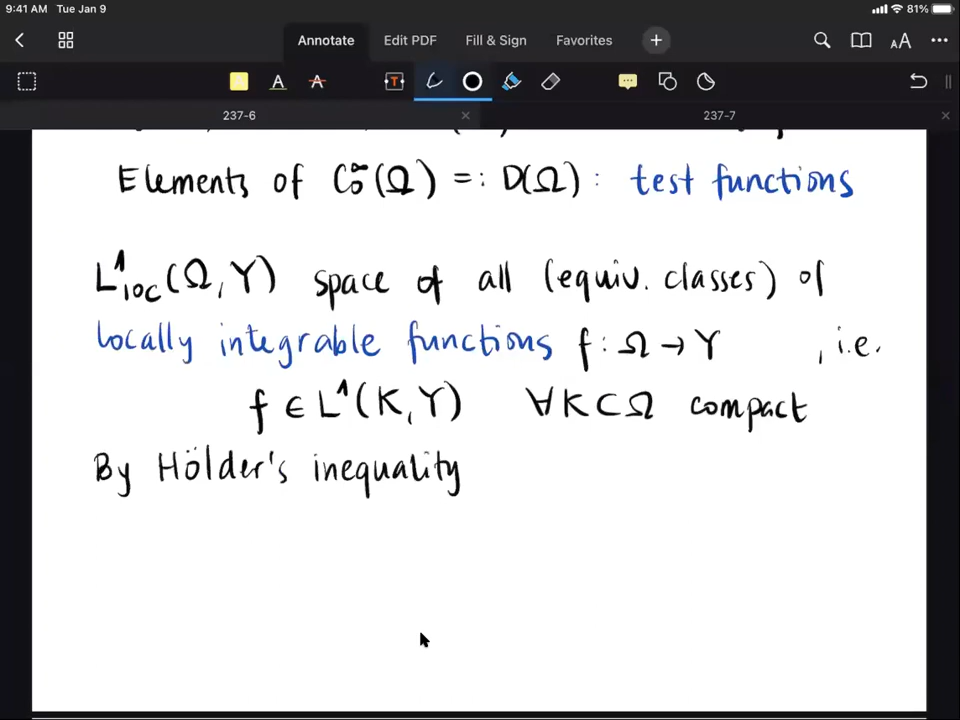 9:41 AM Tue Jan 9 81%
Annotate Edit PDF Fill & Sign Favorites
237-6 237-7
Elements of C₀^∞(Ω) =: D(Ω) : test functions
L¹loc(Ω, Y) space of all (equiv. classes) of
locally integrable functions f : Ω → Y , i.e.
f ∈ L¹(K, Y) ∀K⊂Ω compact
By Hölder's inequality